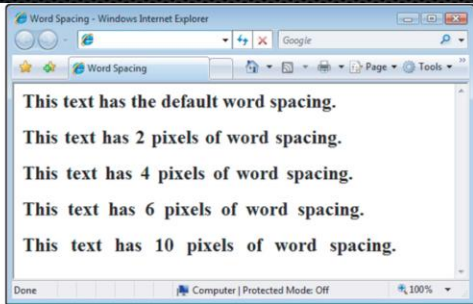 Word Spacing - Windows Internet Explorer
Google
Word Spacing
Page
Tools
This text has the default word spacing.
This text has 2 pixels of word spacing.
This text has 4 pixels of word spacing.
This text has 6 pixels of word spacing.
This text has 10 pixels of word spacing.
Done
Computer | Protected Mode: Off
100%